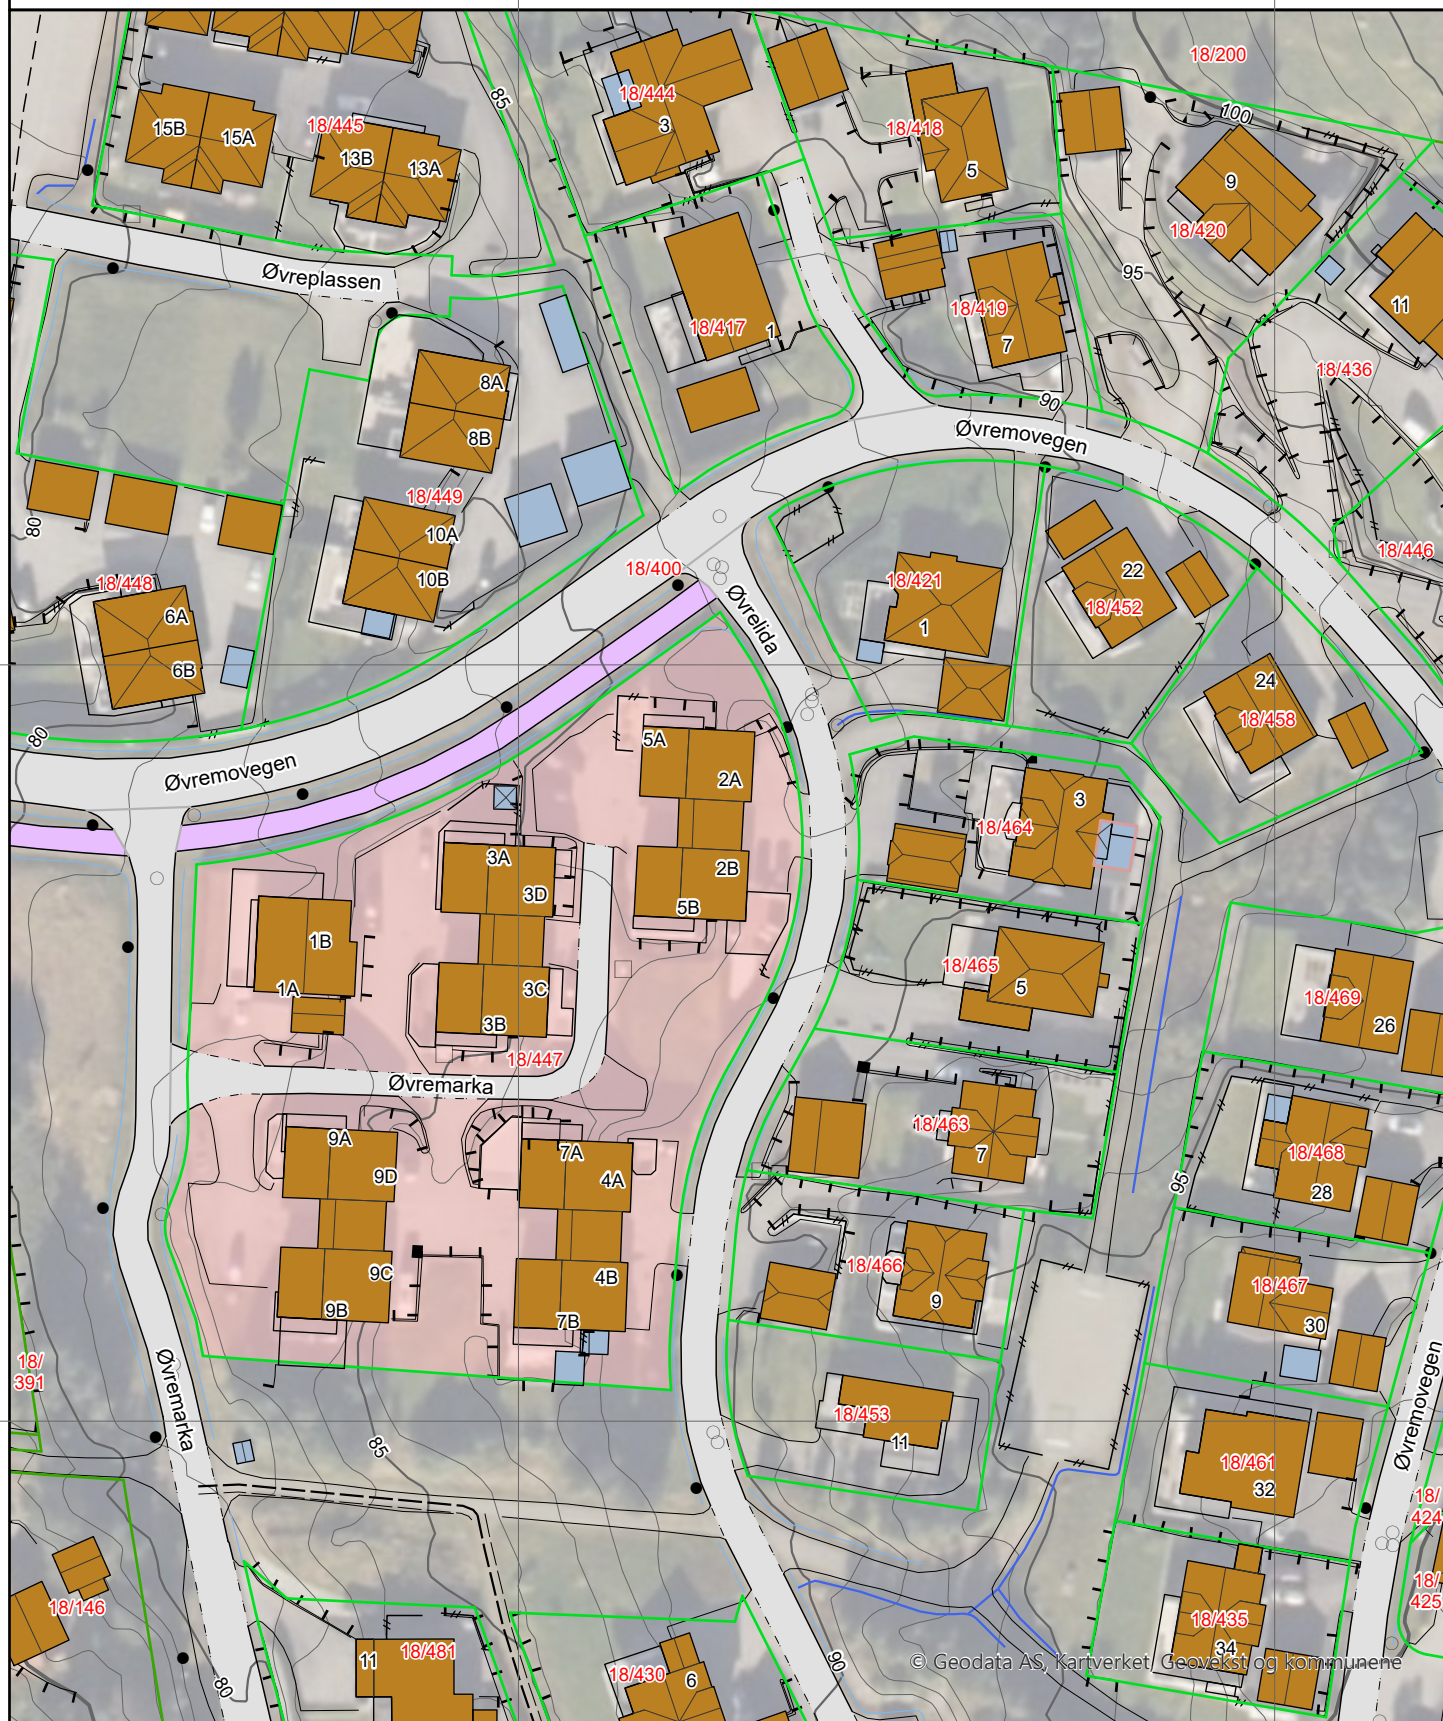 18/200
85
18/444
100
15B
15A
18/445
3
18/418
13B
13A
5
9
18/420
Øvreplassen
95
11
18/419
18/417
1
7
18/436
8A
90
Øvremovegen
8B
18/449
80
10A
18/446
18/400
22
10B
18/421
18/452
18/448
Øvrelida
6A
1
6B
24
18/458
80
5A
Øvremovegen
2A
3
18/464
3A
2B
3D
5B
1B
18/465
1A
3C
5
18/469
3B
26
18/447
Øvremarka
18/463
9A
7A
7
18/468
9D
4A
95
28
18/466
9C
4B
18/467
9
9B
7B
30
18/
391
Øvremarka
Øvremovegen
18/453
11
85
18/461
32
18/
424
18/
425
18/146
18/435
11
18/481
34
18/430
6
80
90
© Geodata AS, Kartverket, Geovekst og kommunene